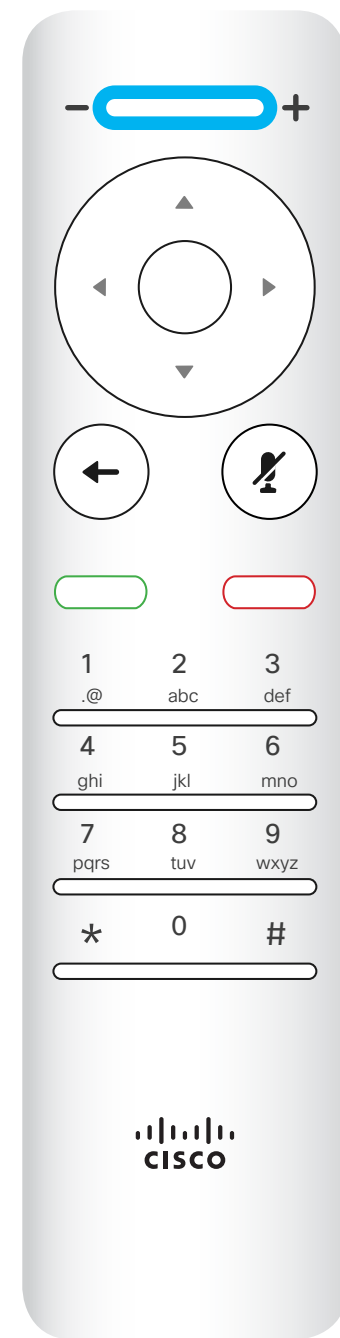 - +
1 2 3
.@ abc def
4 5 6
ghi jkl mno
7 8 9
pqrs tuv wxyz
* 0 #
CISCO